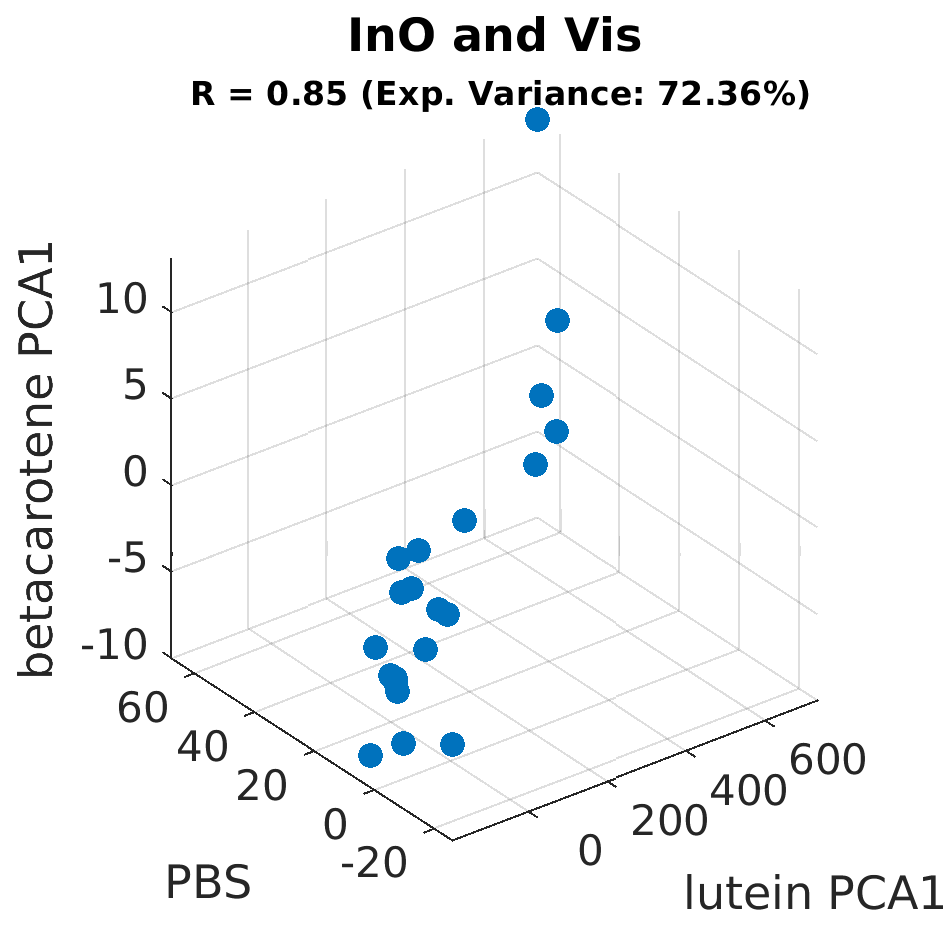 InO and Vis
R = 0.85 (Exp. Variance: 72.36%)
betacarotene PCA1
10
5
0
-5
-10
60
40
20
0
-20
PBS
0
200
400
600
lutein PCA1